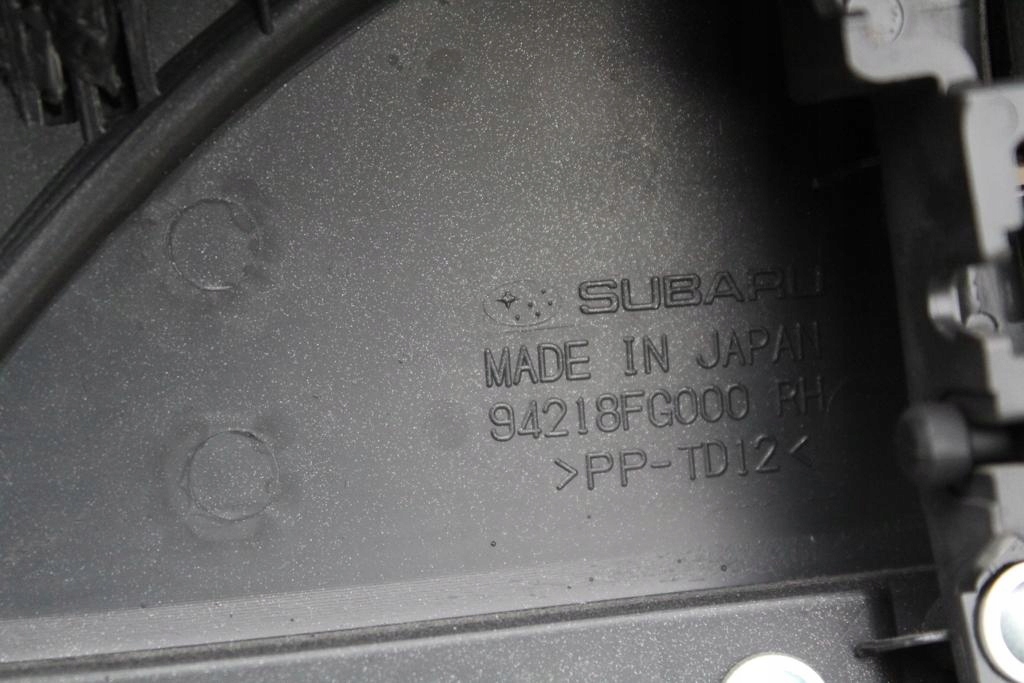 SUBARU
MADE IN JAPAN
94218FG000 RH
>PP-TD12<